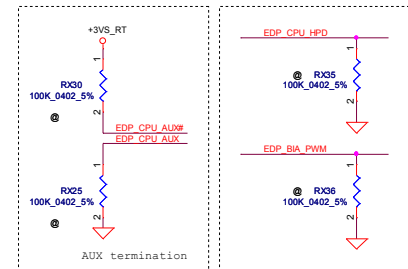 +3VS_RT
1
RX30
100K_0402_5%
@
2
EDP_CPU_AUX#
EDP_CPU_AUX
1
RX25
100K_0402_5%
@
2
AUX termination
EDP_CPU_HPD
1
@ RX35
100K_0402_5%
2
EDP_BIA_PWM
1
@ RX36
100K_0402_5%
2